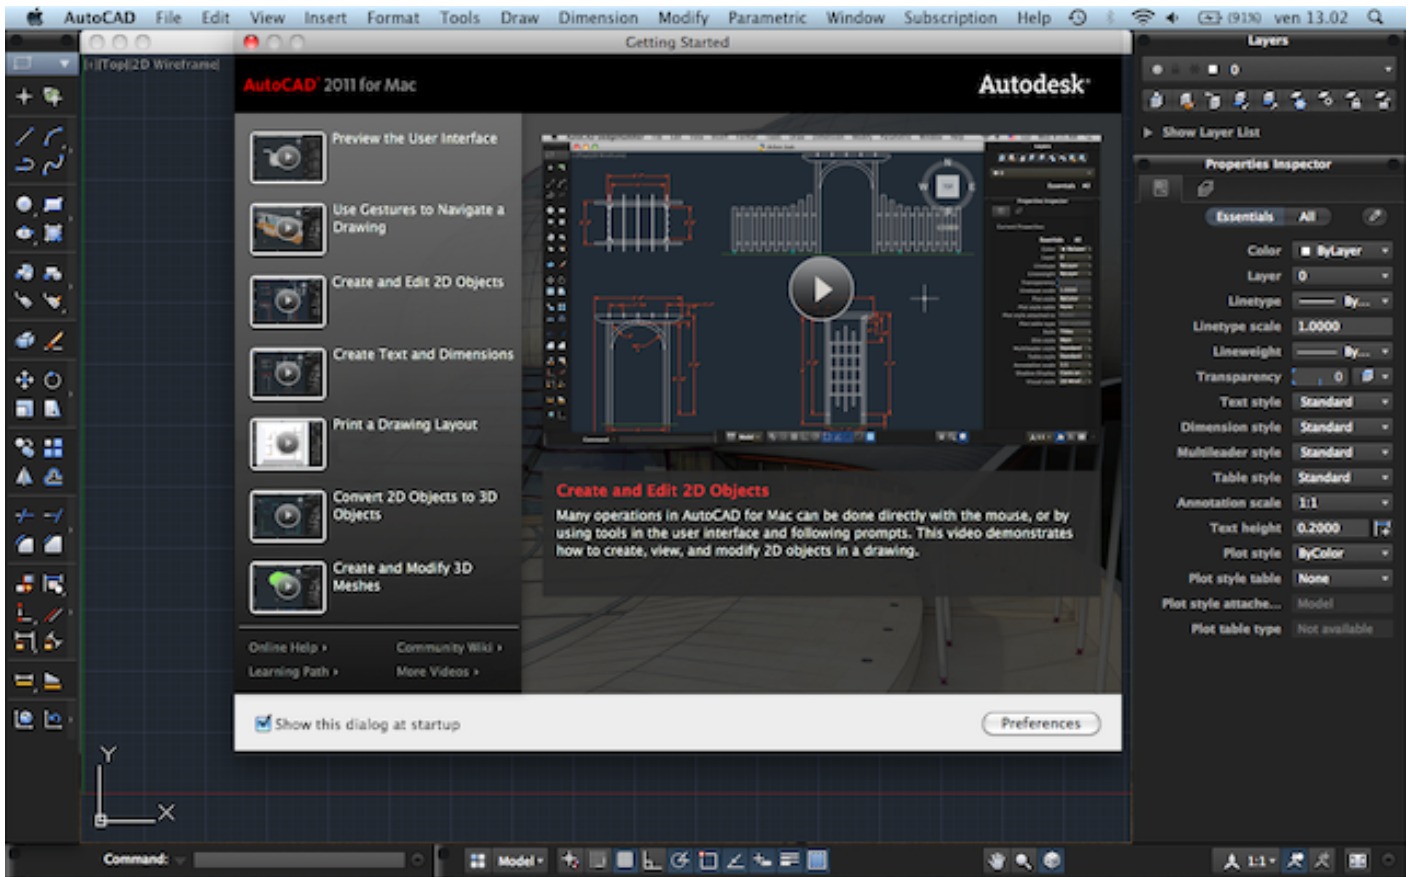 AutoCAD File Edit View Insert Format Tools Draw Dimension Modify Parametric Window Subscription Help (91%) ven 13.02
Getting Started
[Top][2D Wireframe]
AutoCAD 2011 for Mac
Autodesk
Preview the User Interface
Use Gestures to Navigate a
Drawing
Create and Edit 2D Objects
Create Text and Dimensions
Print a Drawing Layout
Convert 2D Objects to 3D
Objects
Create and Modify 3D
Meshes
Online Help
Community Wiki
Learning Path
More Videos
Create and Edit 2D Objects
Many operations in AutoCAD for Mac can be done directly with the mouse, or by
using tools in the user interface and following prompts. This video demonstrates
how to create, view, and modify 2D objects in a drawing.
Show this dialog at startup
Preferences
Layers
0
Show Layer List
Properties Inspector
Essentials All
Color ByLayer
Layer 0
Linetype By...
Linetype scale 1.0000
Lineweight By...
Transparency 0
Text style Standard
Dimension style Standard
Multileader style Standard
Table style Standard
Annotation scale 1:1
Text height 0.2000
Plot style ByColor
Plot style table None
Plot style attache... Model
Plot table type Not available
Y
X
Command:
Model
1:1